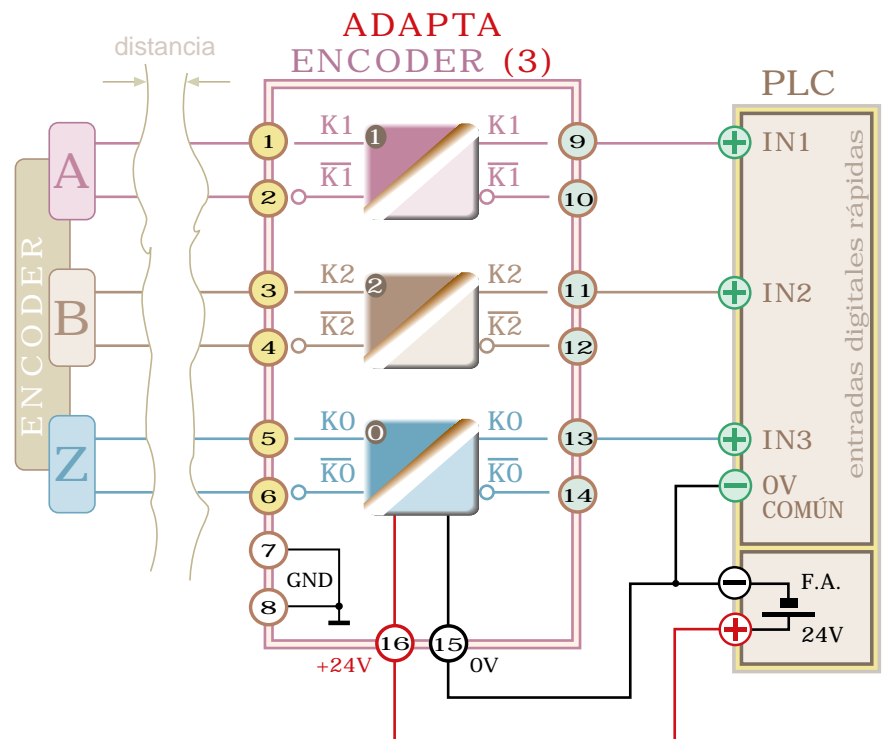 ADAPTA
ENCODER (3)
distancia
PLC
ENCODER
A
B
Z
1
2
3
4
5
6
7
8
GND
K1
K1
K2
K2
K0
K0
1
2
0
K1
K1
K2
K2
K0
K0
9
10
11
12
13
14
16
15
+24V
0V
IN1
IN2
IN3
0V
COMÚN
entradas digitales rápidas
F.A.
24V